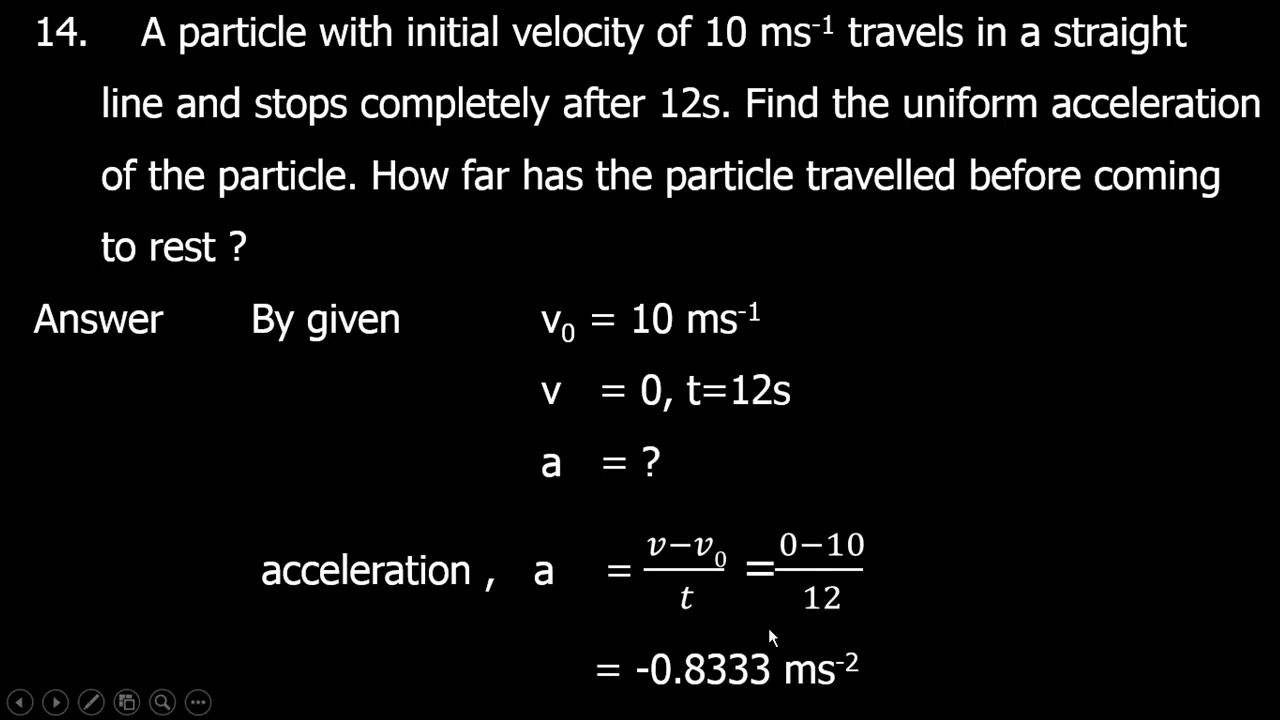 14. A particle with initial velocity of 10 ms⁻¹ travels in a straight
line and stops completely after 12s. Find the uniform acceleration
of the particle. How far has the particle travelled before coming
to rest ?
Answer By given v₀ = 10 ms⁻¹
v = 0, t=12s
a = ?
acceleration , a = (v−v₀)/t = (0−10)/12
= -0.8333 ms⁻²